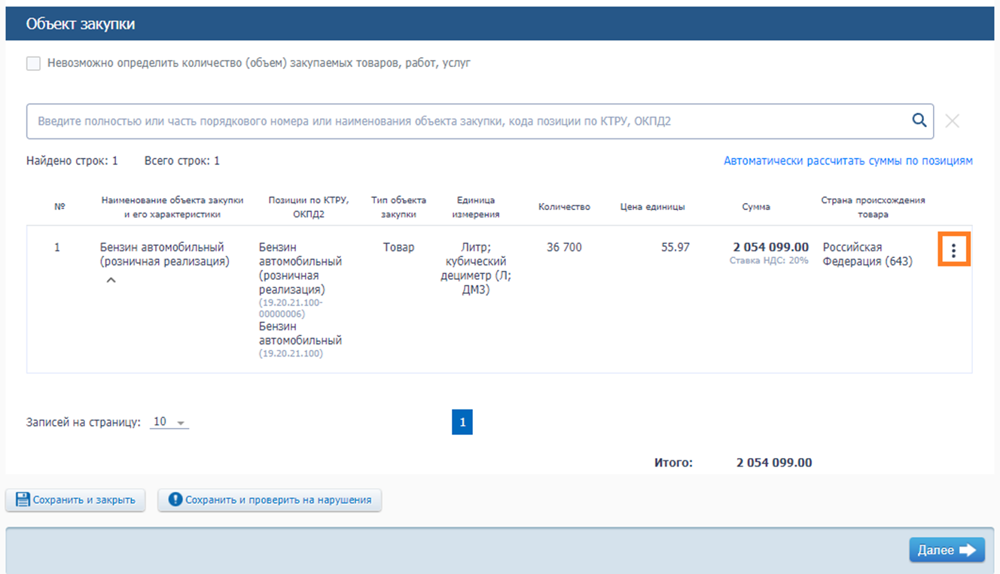 Объект закупки
Невозможно определить количество (объем) закупаемых товаров, работ, услуг
Введите полностью или часть порядкового номера или наименования объекта закупки, кода позиции по КТРУ, ОКПД2
Найдено строк: 1 Всего строк: 1 Автоматически рассчитать суммы по позициям
№
Наименование объекта закупки
и его характеристики
Позиции по КТРУ,
ОКПД2
Тип объекта
закупки
Единица
измерения
Количество
Цена единицы
Сумма
Страна происхождения
товара
1
Бензин автомобильный
(розничная реализация)
Бензин
автомобильный
(розничная
реализация)
(19.20.21.100-
00000006)
Бензин
автомобильный
(19.20.21.100)
Товар
Литр;
кубический
дециметр (Л;
ДМ3)
36 700
55.97
2 054 099.00
Ставка НДС: 20%
Российская
Федерация (643)
Записей на страницу: 10
1
Итого: 2 054 099.00
Сохранить и закрыть
Сохранить и проверить на нарушения
Далее